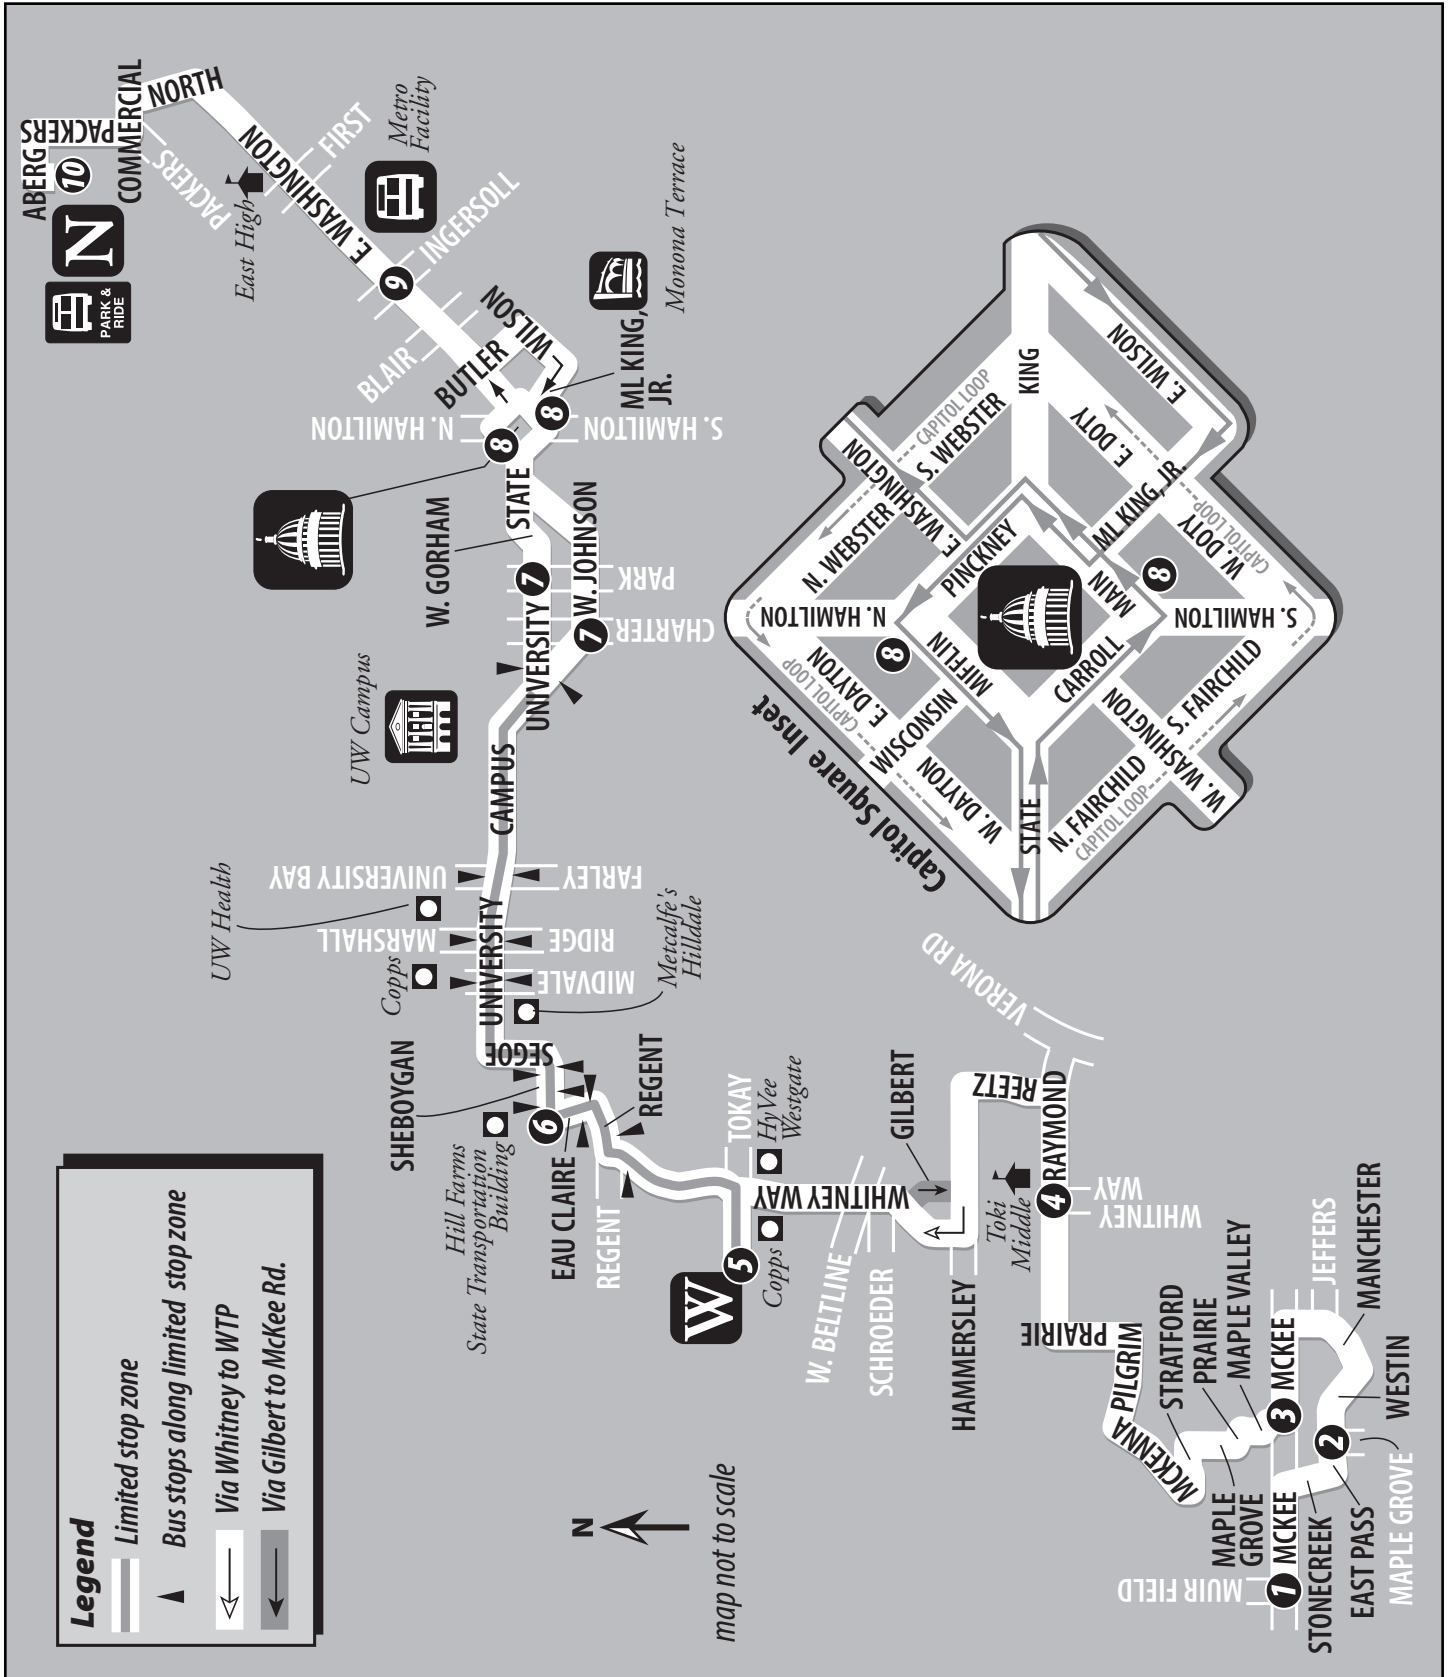 Legend
Limited stop zone
Bus stops along limited stop zone
Via Whitney to WTP
Via Gilbert to McKee Rd.
N
map not to scale
ABERG
PACKERS
10
COMMERCIAL
NORTH
N
PARK &
RIDE
PACKERS
East High
E. WASHINGTON
FIRST
Metro
Facility
INGERSOLL
9
BLAIR
BUTLER
WILSON
ML KING,
JR.
Monona Terrace
N. HAMILTON
S. HAMILTON
8
8
STATE
W. GORHAM
W. JOHNSON
7
7
PARK
CHARTER
UNIVERSITY
UW Campus
CAMPUS
UNIVERSITY BAY
FARLEY
UW Health
MARSHALL
RIDGE
UNIVERSITY
UNIVERSITY
Copps
MIDVALE
Metcalfe's
Hilldale
SEGOE
SHEBOYGAN
6
Hill Farms
State Transportation
Building
EAU CLAIRE
REGENT
REGENT
TOKAY
HyVee
Westgate
W
5
Copps
WHITNEY WAY
W. BELTLINE
SCHROEDER
GILBERT
HAMMERSLEY
REETZ
VERONA RD
RAYMOND
4
Toki
Middle
WHITNEY
WAY
PRAIRIE
PILGRIM
MCKENNA
STRATFORD
PRAIRIE
MAPLE VALLEY
MAPLE
GROVE
3
MCKEE
JEFFERS
MANCHESTER
WESTIN
2
MAPLE GROVE
EAST PASS
STONECREEK
MCKEE
1
MUIR FIELD
Capitol Square Inset
KING
E. WILSON
CAPITOL LOOP
S. WEBSTER
E. DOTY
E. WASHINGTON
E. WASHINGTON
N. WEBSTER
ML KING, JR.
W. DOTY
CAPITOL LOOP
PINCKNEY
MAIN
8
N. HAMILTON
S. HAMILTON
8
MIFFLIN
CARROLL
E. DAYTON
CAPITOL LOOP
WISCONSIN
W. DAYTON
STATE
S. FAIRCHILD
W. WASHINGTON
W. WASHINGTON
N. FAIRCHILD
CAPITOL LOOP